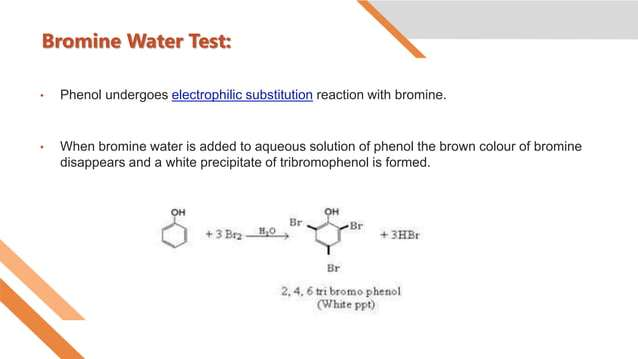 Bromine Water Test:
• Phenol undergoes electrophilic substitution reaction with bromine.
• When bromine water is added to aqueous solution of phenol the brown colour of bromine
disappears and a white precipitate of tribromophenol is formed.
OH
+ 3 Br₂
H₂O
OH
Br
Br
Br
+ 3HBr
2, 4, 6 tri bromo phenol
(White ppt)